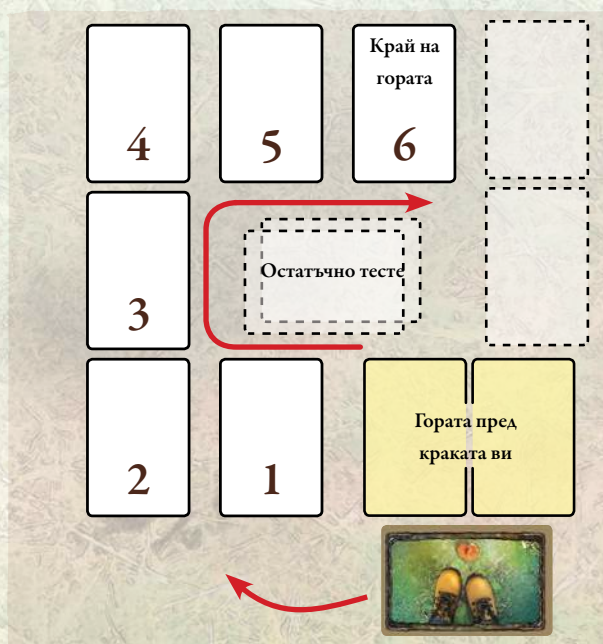 Край на
гората
4
5
6
Остатъчно тесте
3
Гората пред
краката ви
2
1